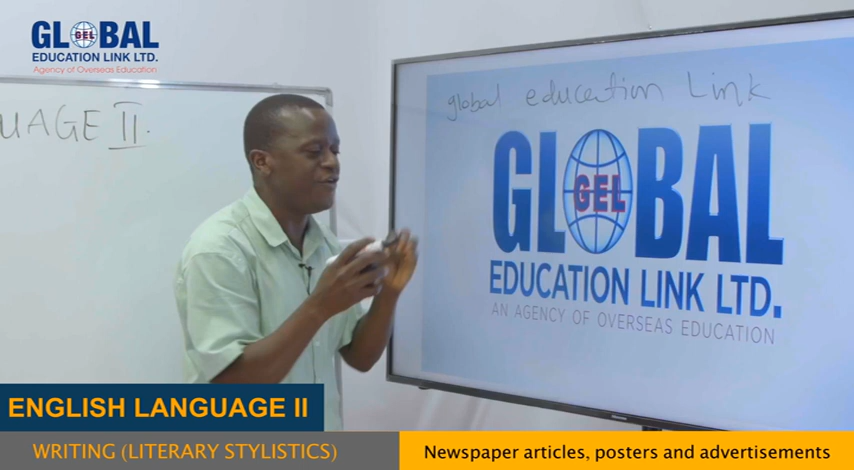 GLOBAL
GEL
EDUCATION LINK LTD.
Agency of Overseas Education
UAGE II.
global education Link
GLOBAL
GEL
EDUCATION LINK LTD.
AN AGENCY OF OVERSEAS EDUCATION
ENGLISH LANGUAGE II
WRITING (LITERARY STYLISTICS)
Newspaper articles, posters and advertisements